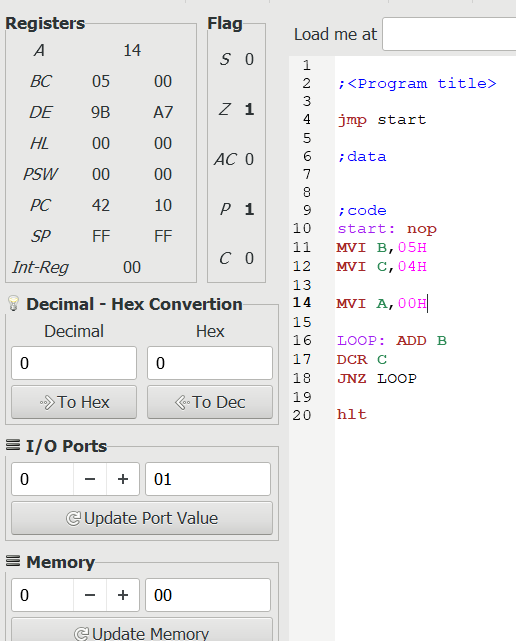 Registers
A 14
BC 05 00
DE 9B A7
HL 00 00
PSW 00 00
PC 42 10
SP FF FF
Int-Reg 00
Flag
S 0
Z 1
AC 0
P 1
C 0
Decimal - Hex Convertion
Decimal Hex
0 0
To Hex To Dec
I/O Ports
0 − + 01
Update Port Value
Memory
0 − + 00
Update Memory
Load me at
1
2 ;<Program title>
3
4 jmp start
5
6 ;data
7
8
9 ;code
10 start: nop
11 MVI B,05H
12 MVI C,04H
13
14 MVI A,00H
15
16 LOOP: ADD B
17 DCR C
18 JNZ LOOP
19
20 hlt